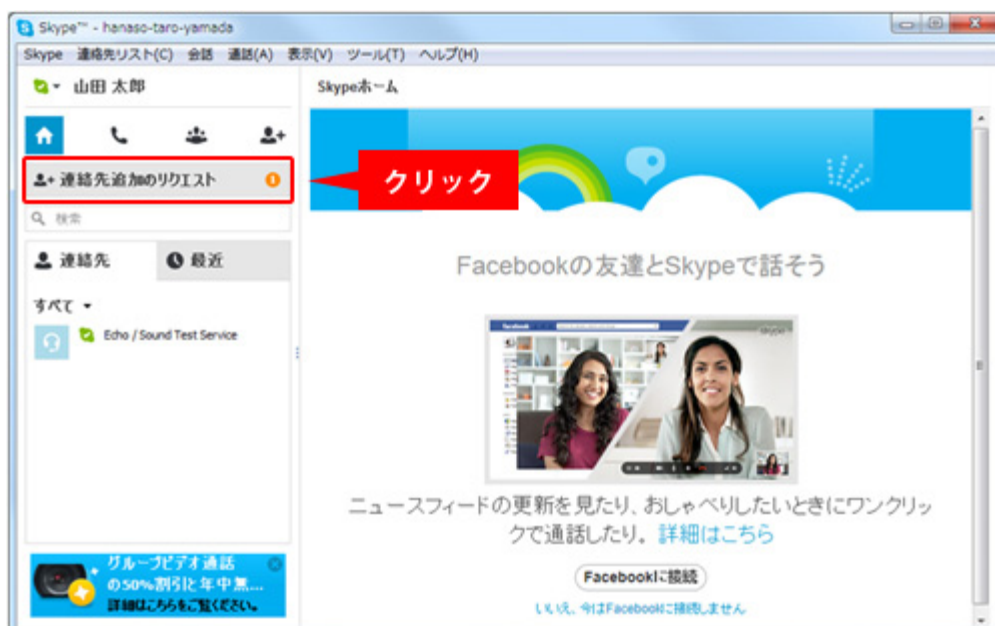 Skype™ - hanaso-taro-yamada
Skype 連絡先リスト(C) 会話 通話(A) 表示(V) ツール(T) ヘルプ(H)
山田 太郎
Skypeホーム
連絡先追加のリクエスト 1
クリック
検索
連絡先 最近
すべて
Echo / Sound Test Service
Facebookの友達とSkypeで話そう
facebook
skype
ニュースフィードの更新を見たり、おしゃべりしたいときにワンクリッ
クで通話したり。詳細はこちら
Facebookに接続
いいえ、今はFacebookに接続しません
グループビデオ通話
の50%割引と年中無...
詳細はこちらをご覧ください。